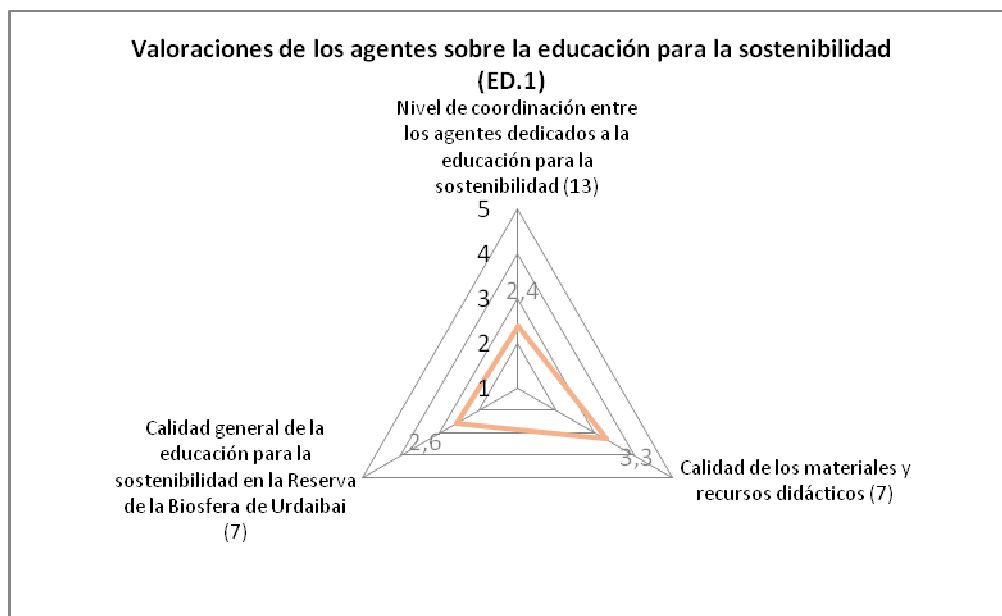 Valoraciones de los agentes sobre la educación para la sostenibilidad
(ED.1)
Nivel de coordinación entre
los agentes dedicados a la
educación para la
sostenibilidad (13)
5
4
3
2,4
2
1
Calidad general de la
educación para la
sostenibilidad en la Reserva
de la Biosfera de Urdaibai
(7)
2,6
3,3
Calidad de los materiales y
recursos didácticos (7)